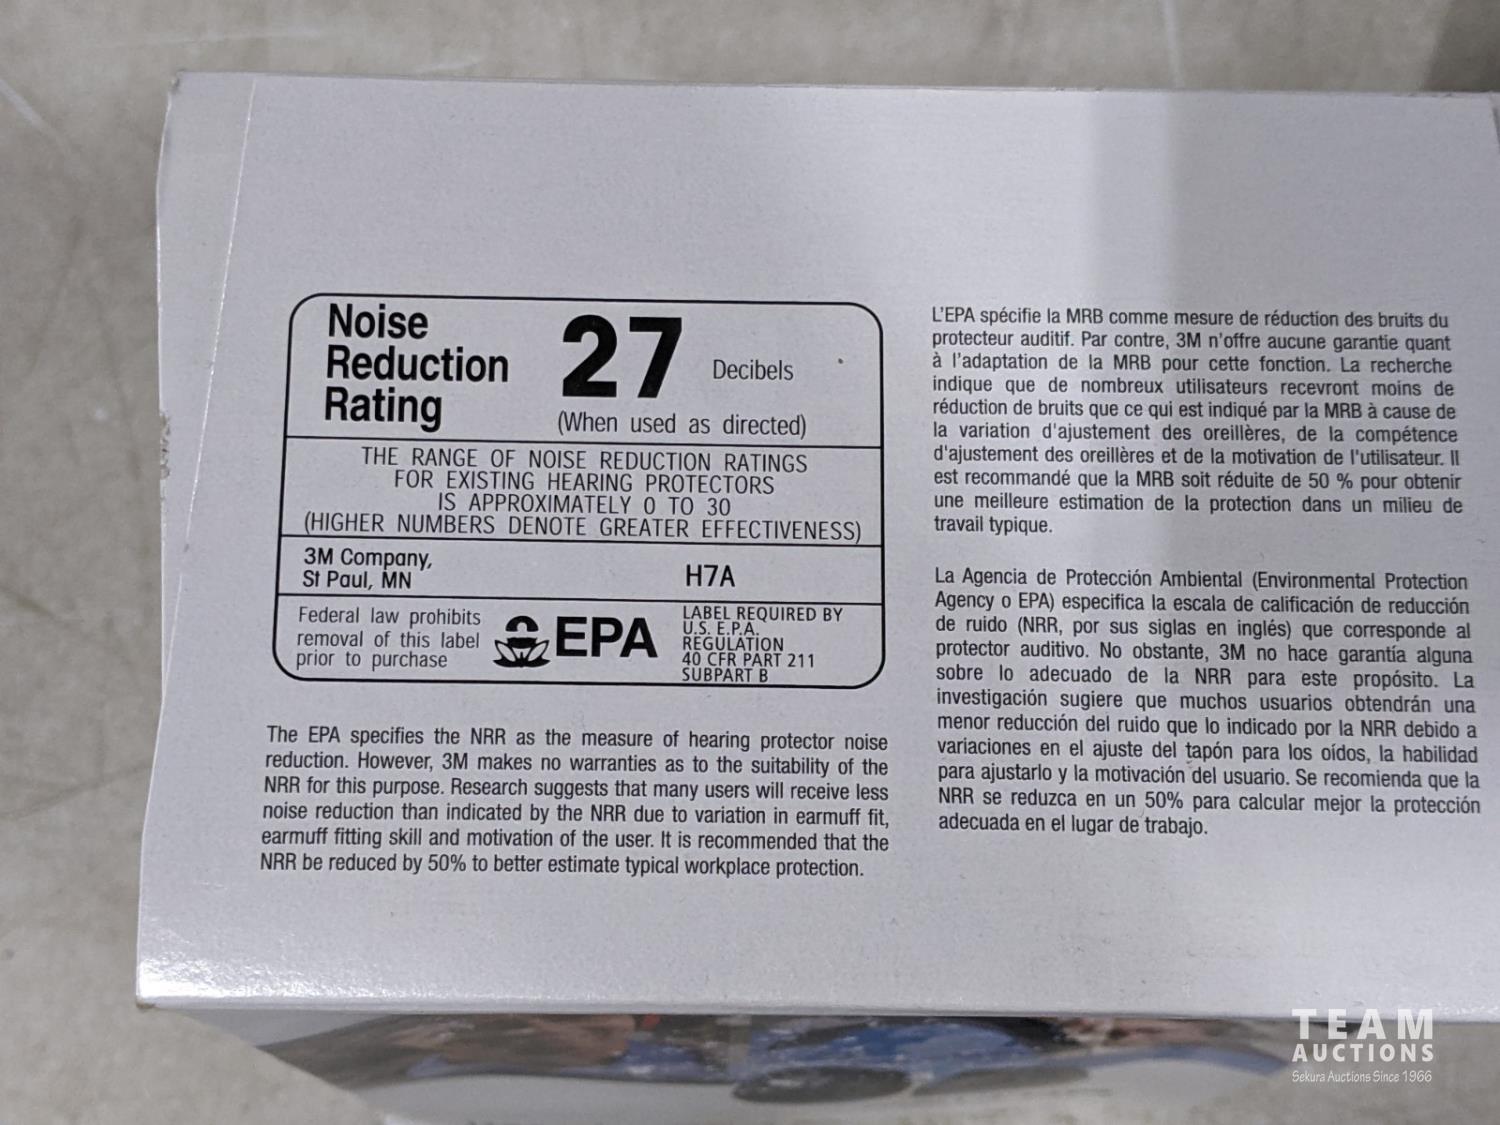 Noise
Reduction
Rating
27
Decibels
(When used as directed)
THE RANGE OF NOISE REDUCTION RATINGS
FOR EXISTING HEARING PROTECTORS
IS APPROXIMATELY 0 TO 30
(HIGHER NUMBERS DENOTE GREATER EFFECTIVENESS)
3M Company,
St Paul, MN
H7A
Federal law prohibits
removal of this label
prior to purchase
EPA
LABEL REQUIRED BY
U.S. E.P.A.
REGULATION
40 CFR PART 211
SUBPART B
The EPA specifies the NRR as the measure of hearing protector noise
reduction. However, 3M makes no warranties as to the suitability of the
NRR for this purpose. Research suggests that many users will receive less
noise reduction than indicated by the NRR due to variation in earmuff fit,
earmuff fitting skill and motivation of the user. It is recommended that the
NRR be reduced by 50% to better estimate typical workplace protection.
L'EPA spécifie la MRB comme mesure de réduction des bruits du
protecteur auditif. Par contre, 3M n'offre aucune garantie quant
à l'adaptation de la MRB pour cette fonction. La recherche
indique que de nombreux utilisateurs recevront moins de
réduction de bruits que ce qui est indiqué par la MRB à cause de
la variation d'ajustement des oreillères, de la compétence
d'ajustement des oreillères et de la motivation de l'utilisateur. Il
est recommandé que la MRB soit réduite de 50 % pour obtenir
une meilleure estimation de la protection dans un milieu de
travail typique.
La Agencia de Protección Ambiental (Environmental Protection
Agency o EPA) especifica la escala de calificación de reducción
de ruido (NRR, por sus siglas en inglés) que corresponde al
protector auditivo. No obstante, 3M no hace garantía alguna
sobre lo adecuado de la NRR para este propósito. La
investigación sugiere que muchos usuarios obtendrán una
menor reducción del ruido que lo indicado por la NRR debido a
variaciones en el ajuste del tapón para los oídos, la habilidad
para ajustarlo y la motivación del usuario. Se recomienda que la
NRR se reduzca en un 50% para calcular mejor la protección
adecuada en el lugar de trabajo.
TEAM
AUCTIONS
Sekura Auctions Since 1966